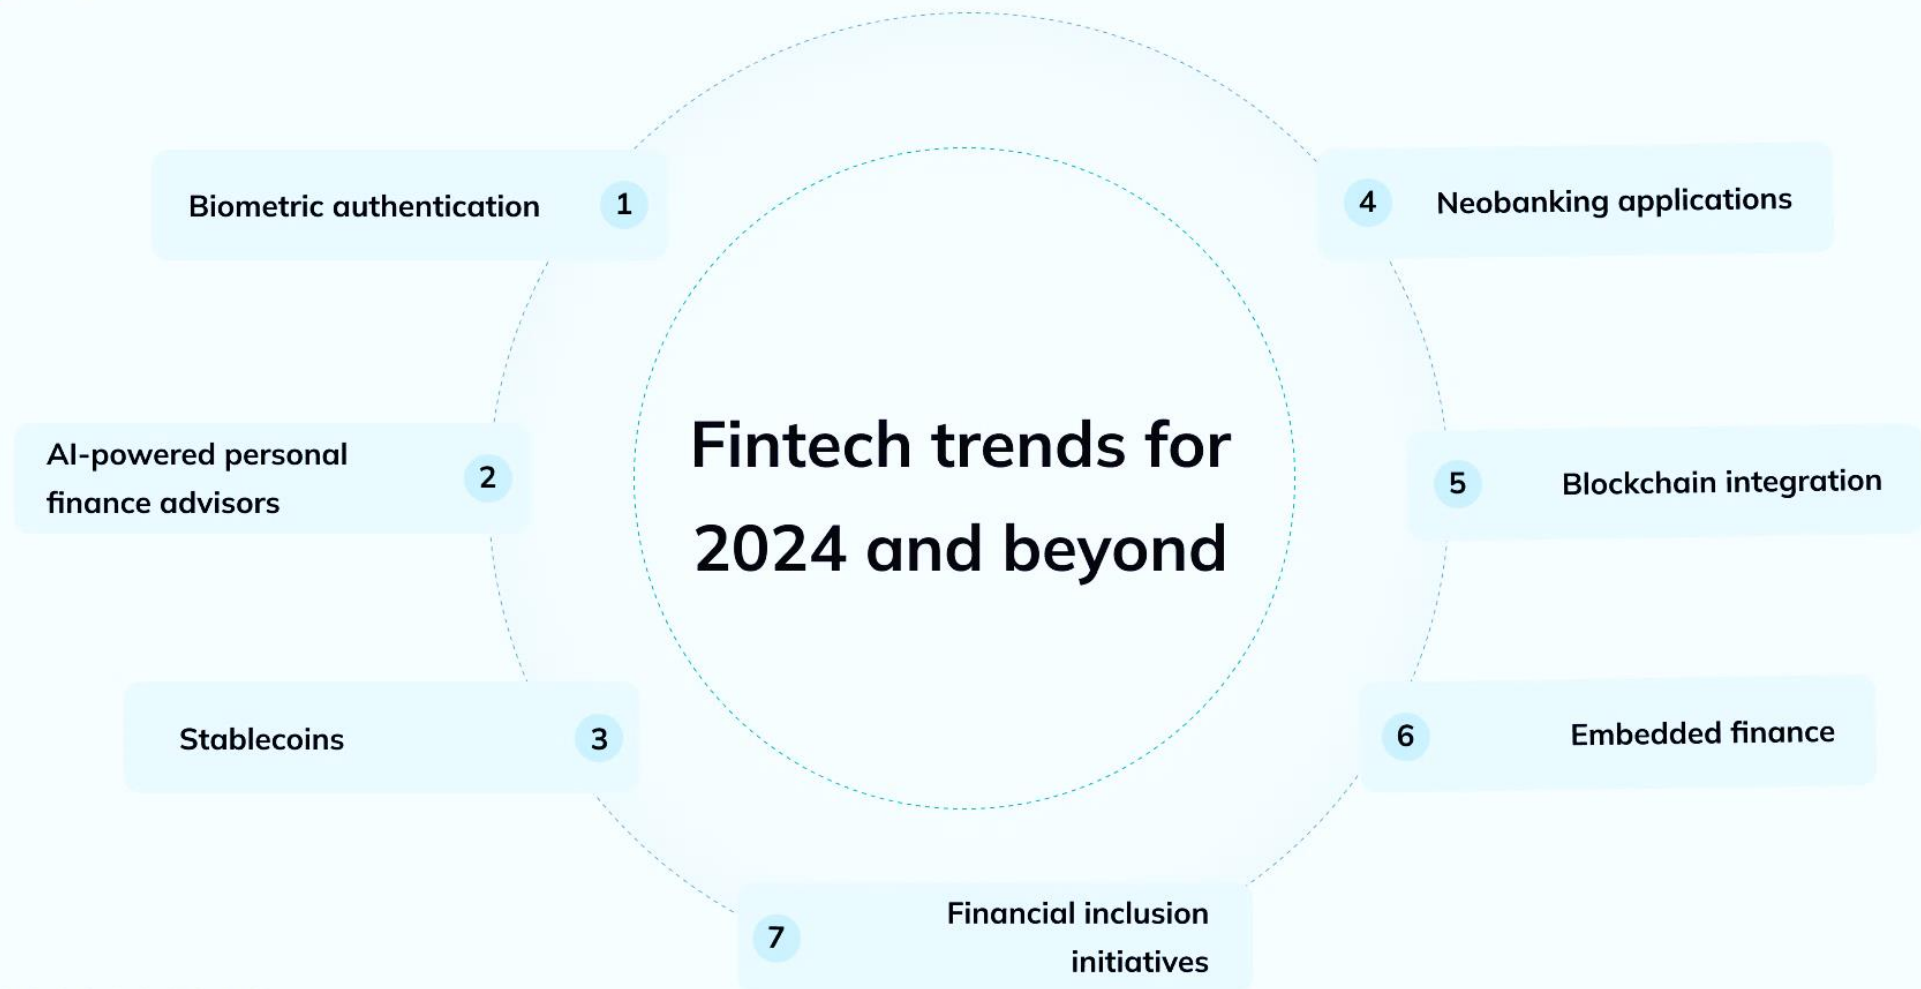 Fintech trends for
2024 and beyond
Biometric authentication
1
AI-powered personal
finance advisors
2
Stablecoins
3
4
Neobanking applications
5
Blockchain integration
6
Embedded finance
7
Financial inclusion
initiatives